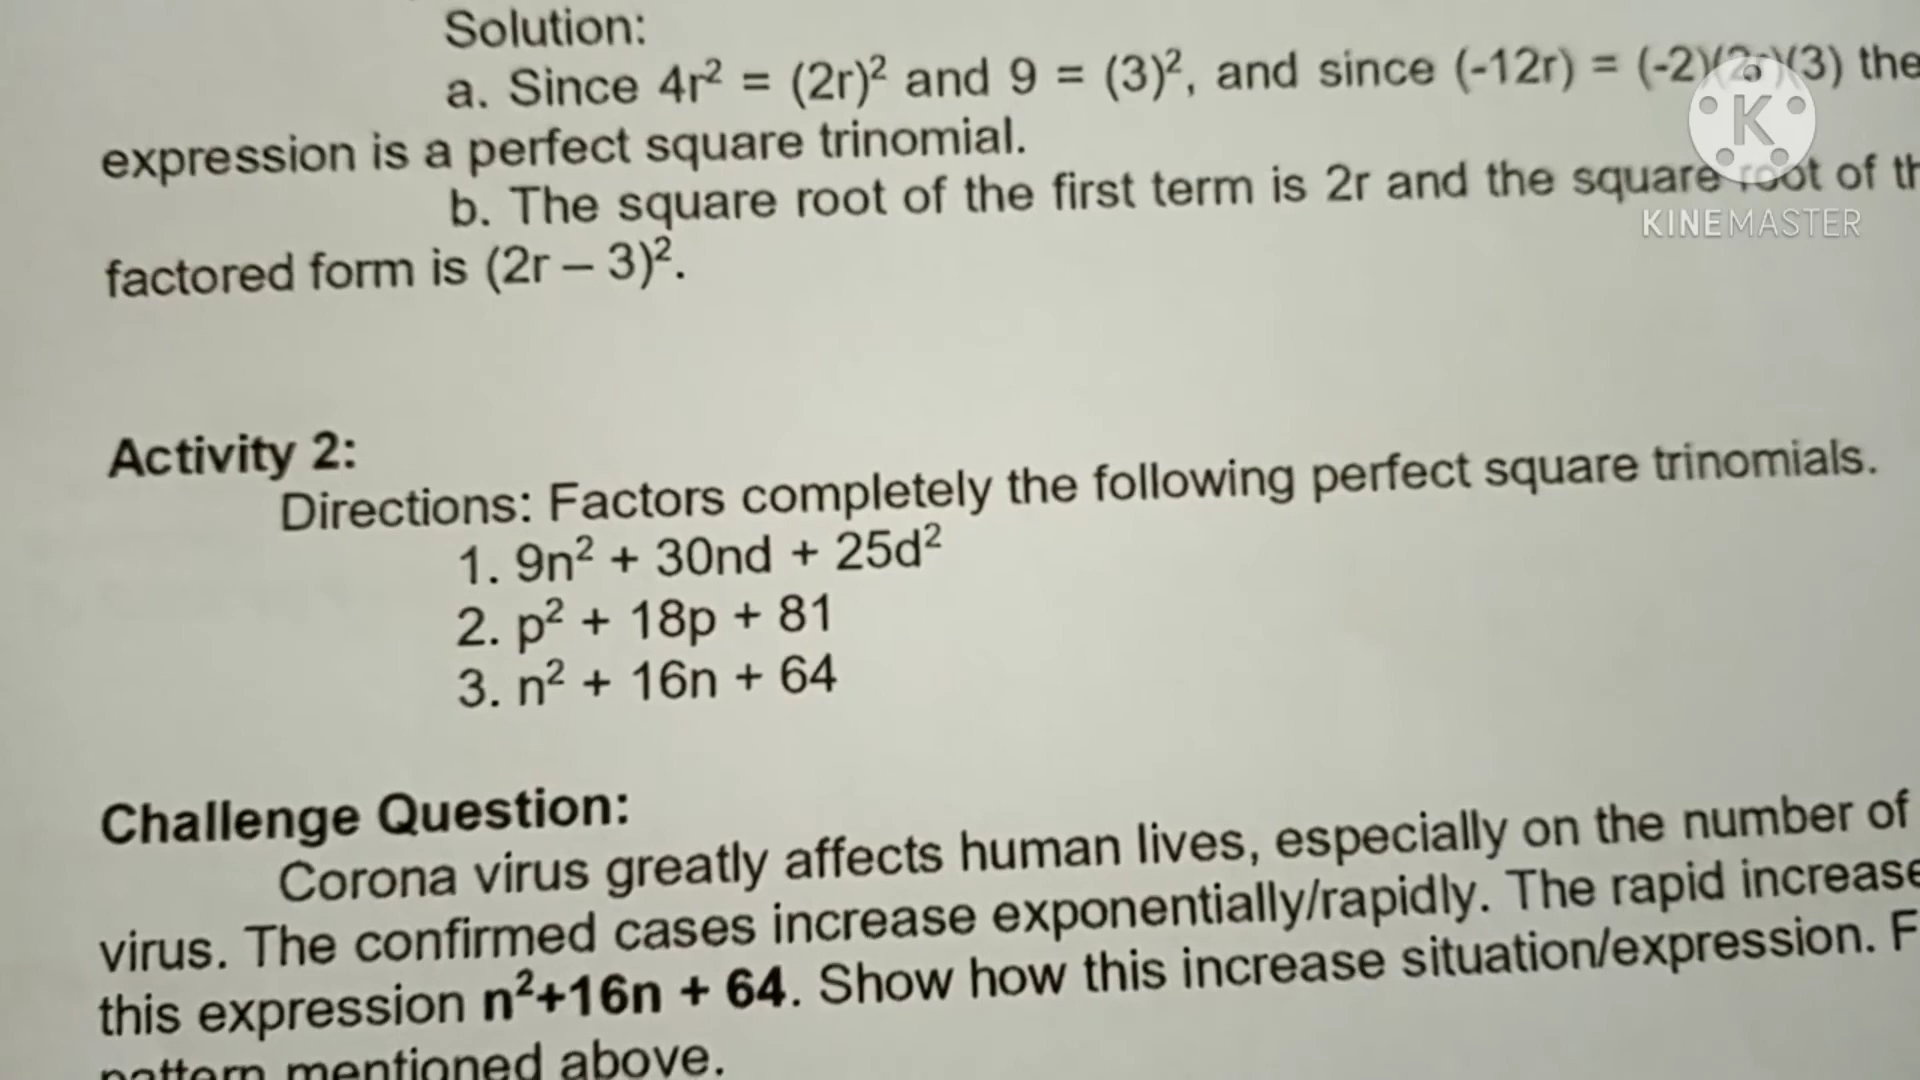 Solution:
a. Since 4r² = (2r)² and 9 = (3)², and since (-12r) = (-2)(2r)(3) the
expression is a perfect square trinomial.
b. The square root of the first term is 2r and the square root of th
factored form is (2r – 3)².
K
KINEMASTER
Activity 2:
Directions: Factors completely the following perfect square trinomials.
1. 9n² + 30nd + 25d²
2. p² + 18p + 81
3. n² + 16n + 64
Challenge Question:
Corona virus greatly affects human lives, especially on the number of
virus. The confirmed cases increase exponentially/rapidly. The rapid increase
this expression n²+16n + 64. Show how this increase situation/expression. F
pattern mentioned above.